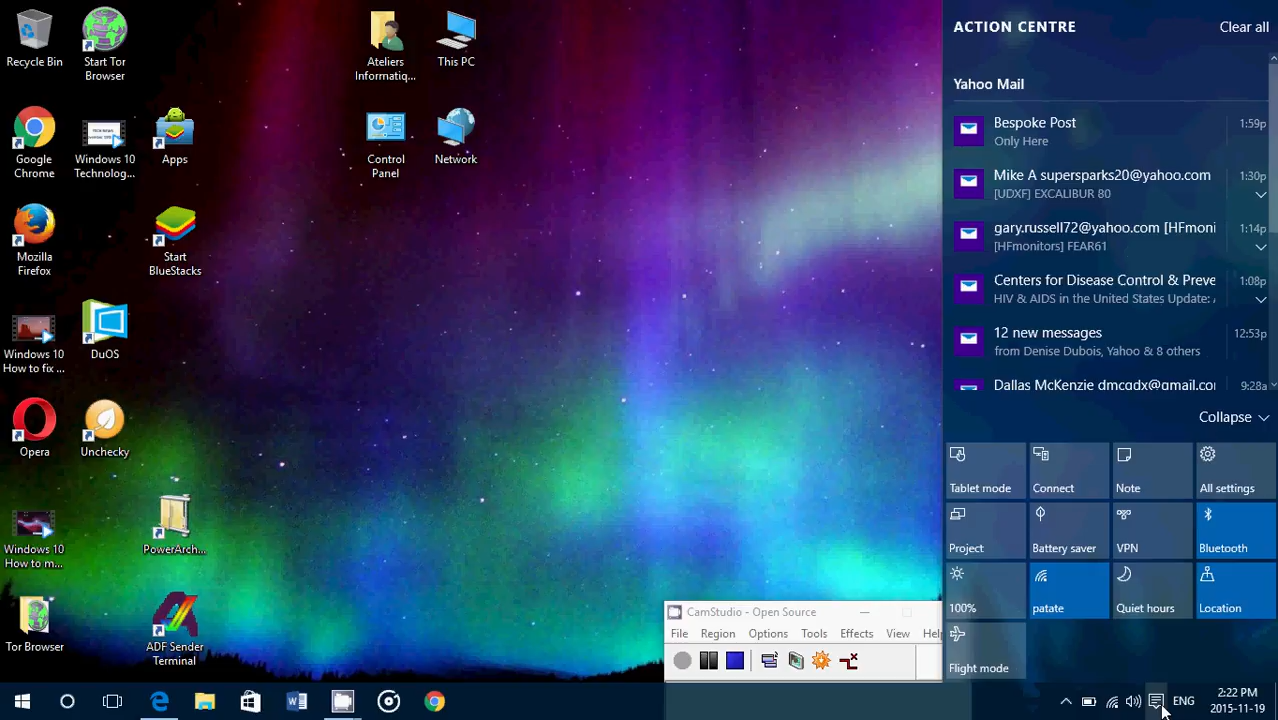 Recycle Bin
Start Tor
Browser
Ateliers
Informatiq...
This PC
Google
Chrome
Windows 10
Technolog...
Apps
Control
Panel
Network
Mozilla
Firefox
Start
BlueStacks
Windows 10
How to fix ...
DuOS
Opera
Unchecky
Windows 10
How to m...
PowerArch...
Tor Browser
ADF Sender
Terminal
ACTION CENTRE
Clear all
Yahoo Mail
Bespoke Post 1:59p
Only Here
Mike A supersparks20@yahoo.com 1:30p
[UDXF] EXCALIBUR 80
gary.russell72@yahoo.com [HFmoni 1:14p
[HFmonitors] FEAR61
Centers for Disease Control & Preve 1:08p
HIV & AIDS in the United States Update:
12 new messages 12:53p
from Denise Dubois, Yahoo & 8 others
Dallas McKenzie dmcgdx@gmail.co 9:28a
Collapse
Tablet mode Connect Note All settings
Project Battery saver VPN Bluetooth
100% patate Quiet hours Location
Flight mode
CamStudio - Open Source
File Region Options Tools Effects View Help
ENG
2:22 PM
2015-11-19